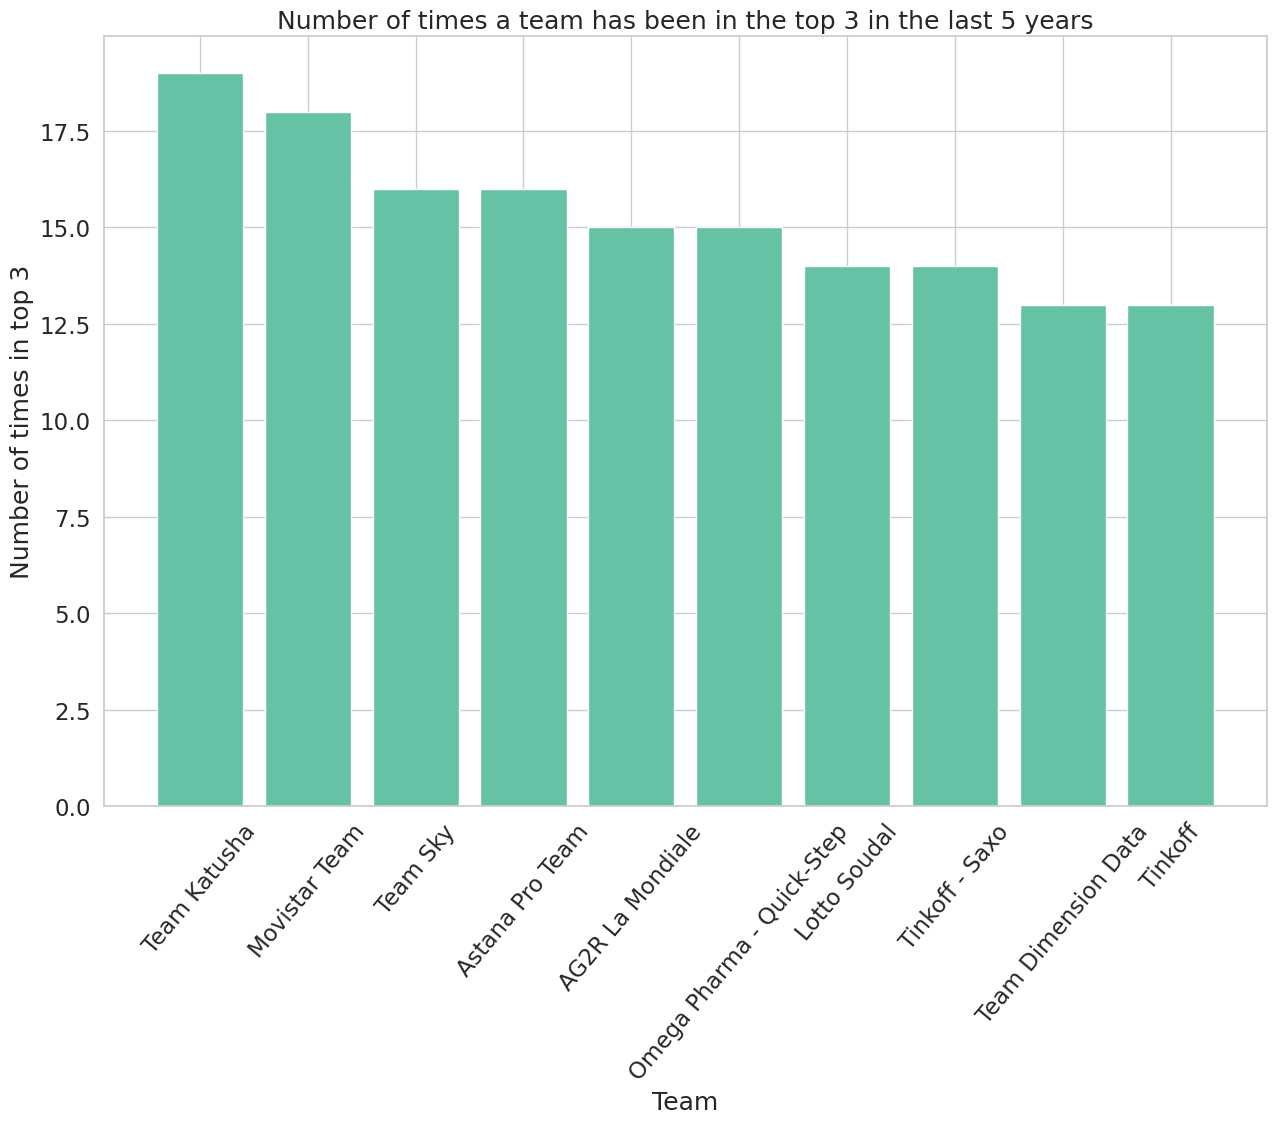 Number of times a team has been in the top 3 in the last 5 years
Number of times in top 3
17.5
15.0
12.5
10.0
7.5
5.0
2.5
0.0
Team Katusha
Movistar Team
Team Sky
Astana Pro Team
AG2R La Mondiale
Omega Pharma - Quick-Step
Lotto Soudal
Tinkoff - Saxo
Team Dimension Data
Tinkoff
Team